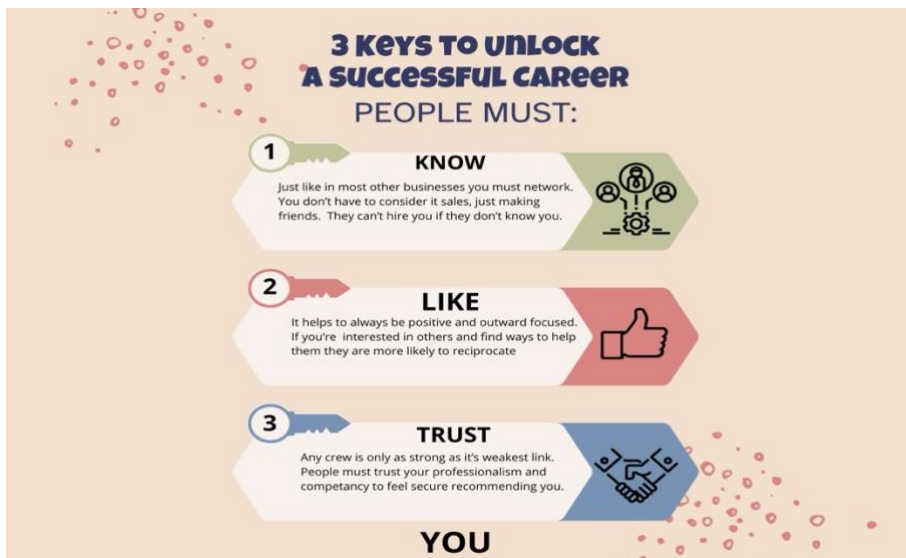 3 KEYS TO UNLOCK
A SUCCESSFUL CAREER
PEOPLE MUST:
1
KNOW
Just like in most other businesses you must network.
You don't have to consider it sales, just making
friends. They can't hire you if they don't know you.
2
LIKE
It helps to always be positive and outward focused.
If you're interested in others and find ways to help
them they are more likely to reciprocate
3
TRUST
Any crew is only as strong as it's weakest link.
People must trust your professionalism and
competancy to feel secure recommending you.
YOU